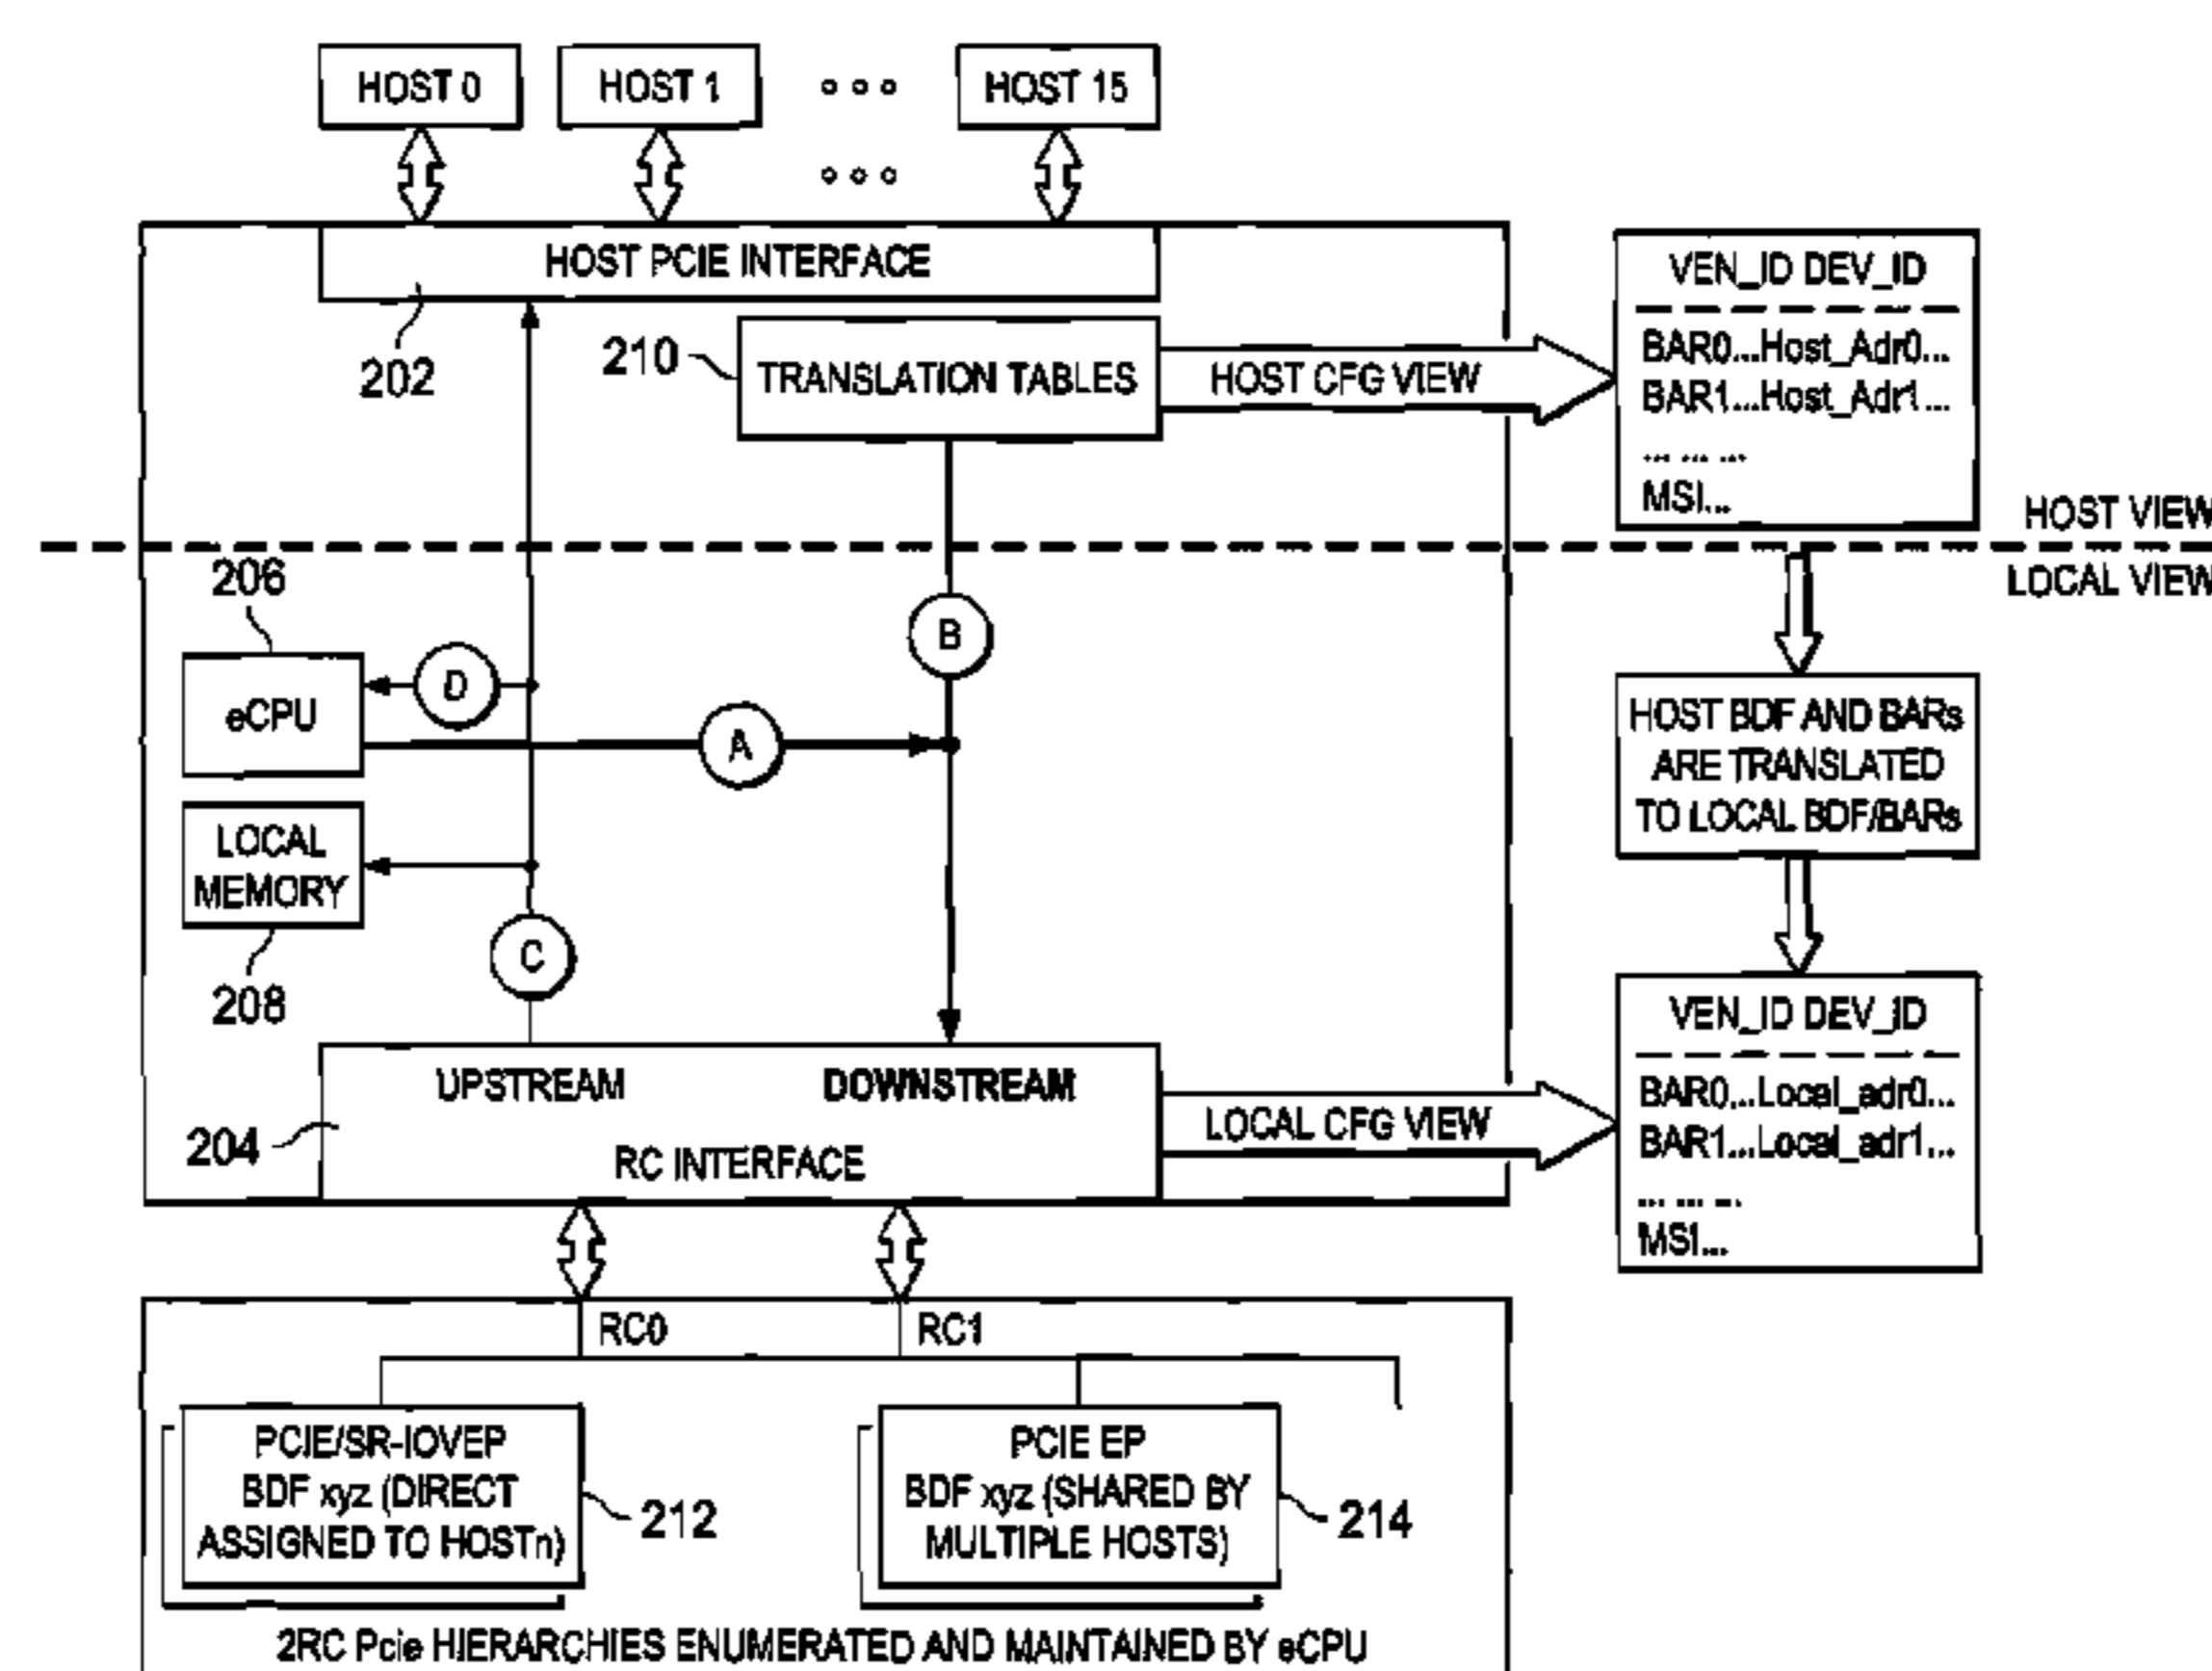 HOST 0
HOST 1
HOST 15
HOST PCIE INTERFACE
202
210
TRANSLATION TABLES
HOST CFG VIEW
VEN_ID DEV_ID
BAR0...Host_Adr0...
BAR1...Host_Adr1...
... ... ...
MSI...
HOST VIEW
LOCAL VIEW
206
eCPU
D
B
A
LOCAL
MEMORY
208
C
HOST BDF AND BARs
ARE TRANSLATED
TO LOCAL BDF/BARs
UPSTREAM
DOWNSTREAM
204
RC INTERFACE
LOCAL CFG VIEW
VEN_ID DEV_ID
BAR0...Local_adr0...
BAR1...Local_adr1...
... ... ...
MSI...
RC0
RC1
PCIE/SR-IOVEP
BDF xyz (DIRECT
ASSIGNED TO HOSTn)
212
PCIE EP
BDF xyz (SHARED BY
MULTIPLE HOSTS)
214
2RC Pcie HIERARCHIES ENUMERATED AND MAINTAINED BY eCPU